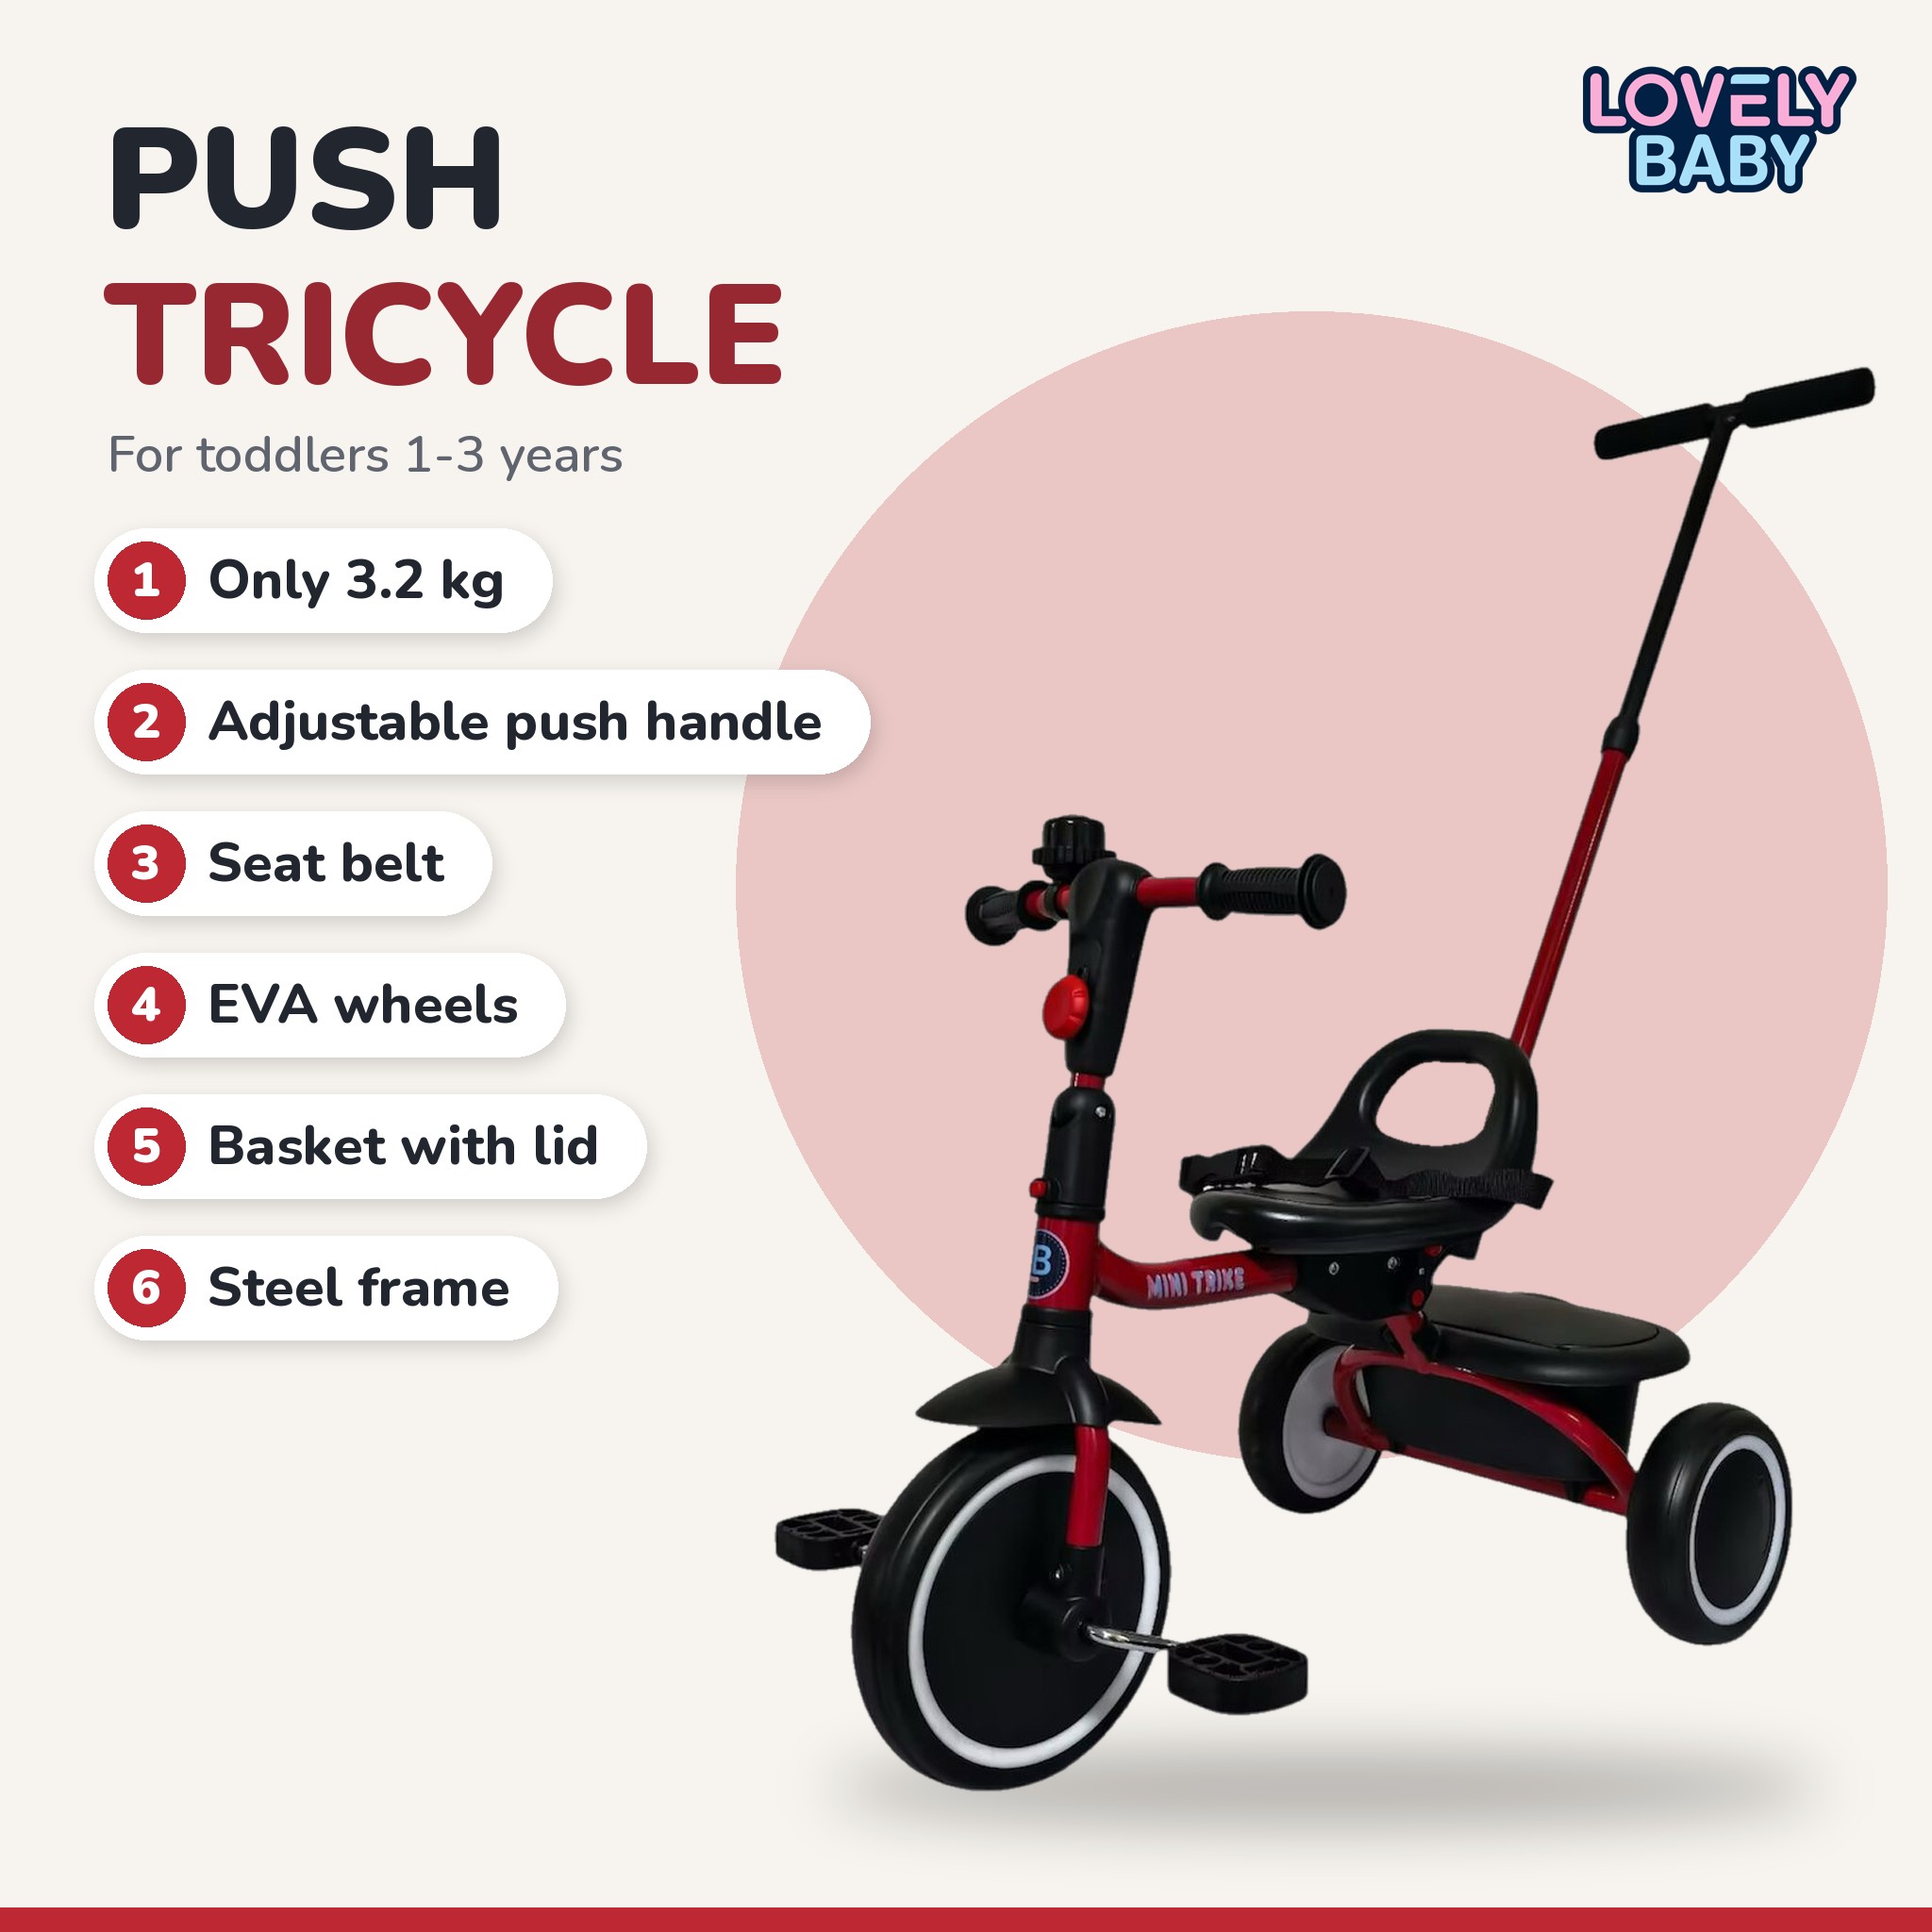 LOVELY
BABY
PUSH
TRICYCLE
For toddlers 1-3 years
1 Only 3.2 kg
2 Adjustable push handle
3 Seat belt
4 EVA wheels
5 Basket with lid
6 Steel frame
B
MINI TRIKE